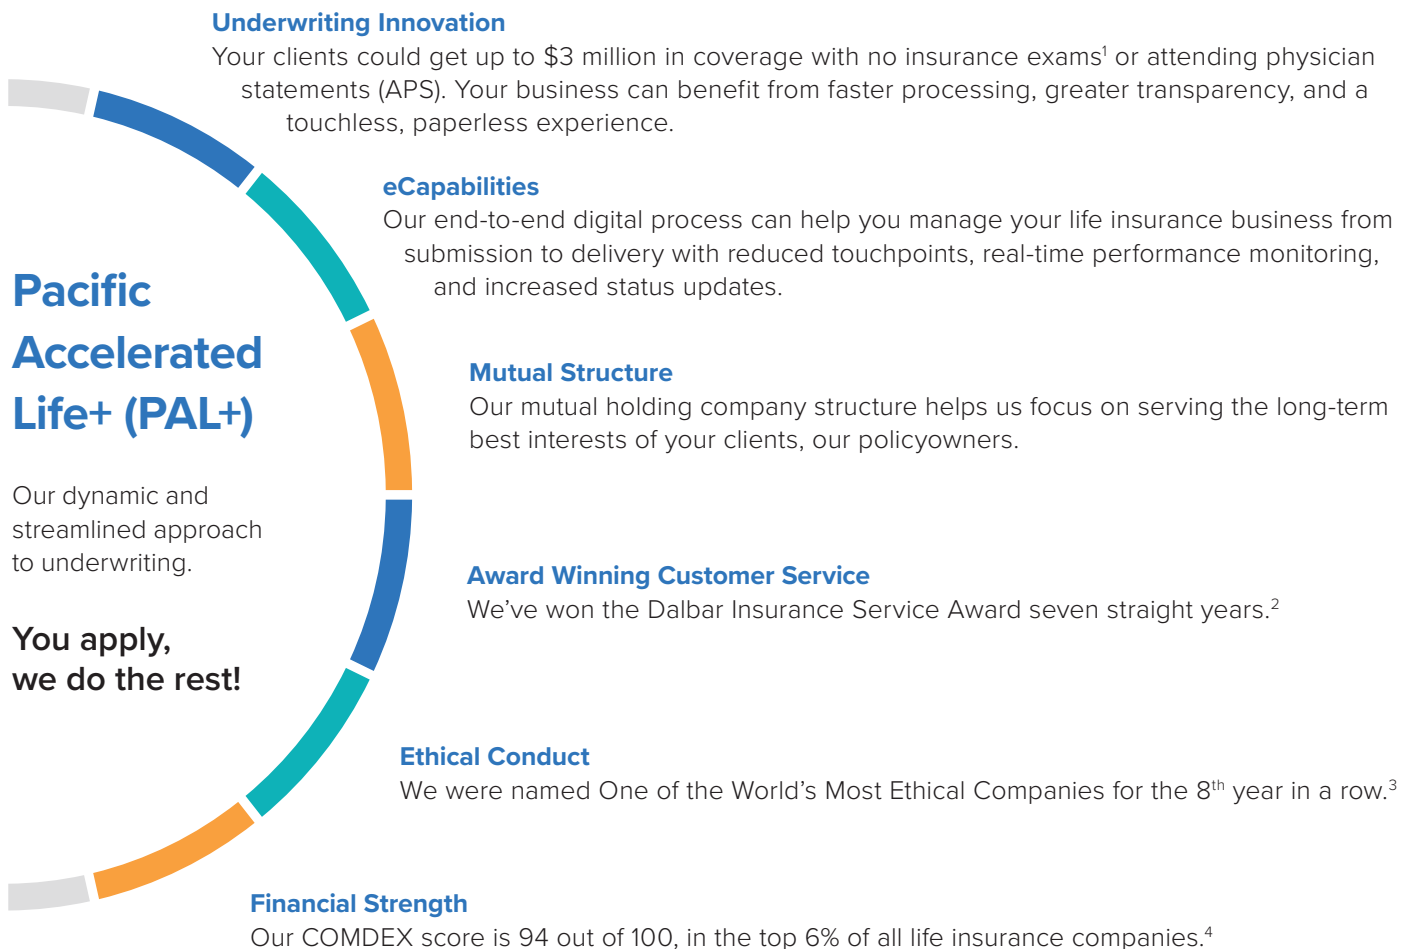 Underwriting Innovation
Your clients could get up to $3 million in coverage with no insurance exams¹ or attending physician
statements (APS). Your business can benefit from faster processing, greater transparency, and a
touchless, paperless experience.
eCapabilities
Our end-to-end digital process can help you manage your life insurance business from
submission to delivery with reduced touchpoints, real-time performance monitoring,
and increased status updates.
Pacific
Accelerated
Life+ (PAL+)
Our dynamic and
streamlined approach
to underwriting.
You apply,
we do the rest!
Mutual Structure
Our mutual holding company structure helps us focus on serving the long-term
best interests of your clients, our policyowners.
Award Winning Customer Service
We’ve won the Dalbar Insurance Service Award seven straight years.²
Ethical Conduct
We were named One of the World’s Most Ethical Companies for the 8th year in a row.³
Financial Strength
Our COMDEX score is 94 out of 100, in the top 6% of all life insurance companies.⁴